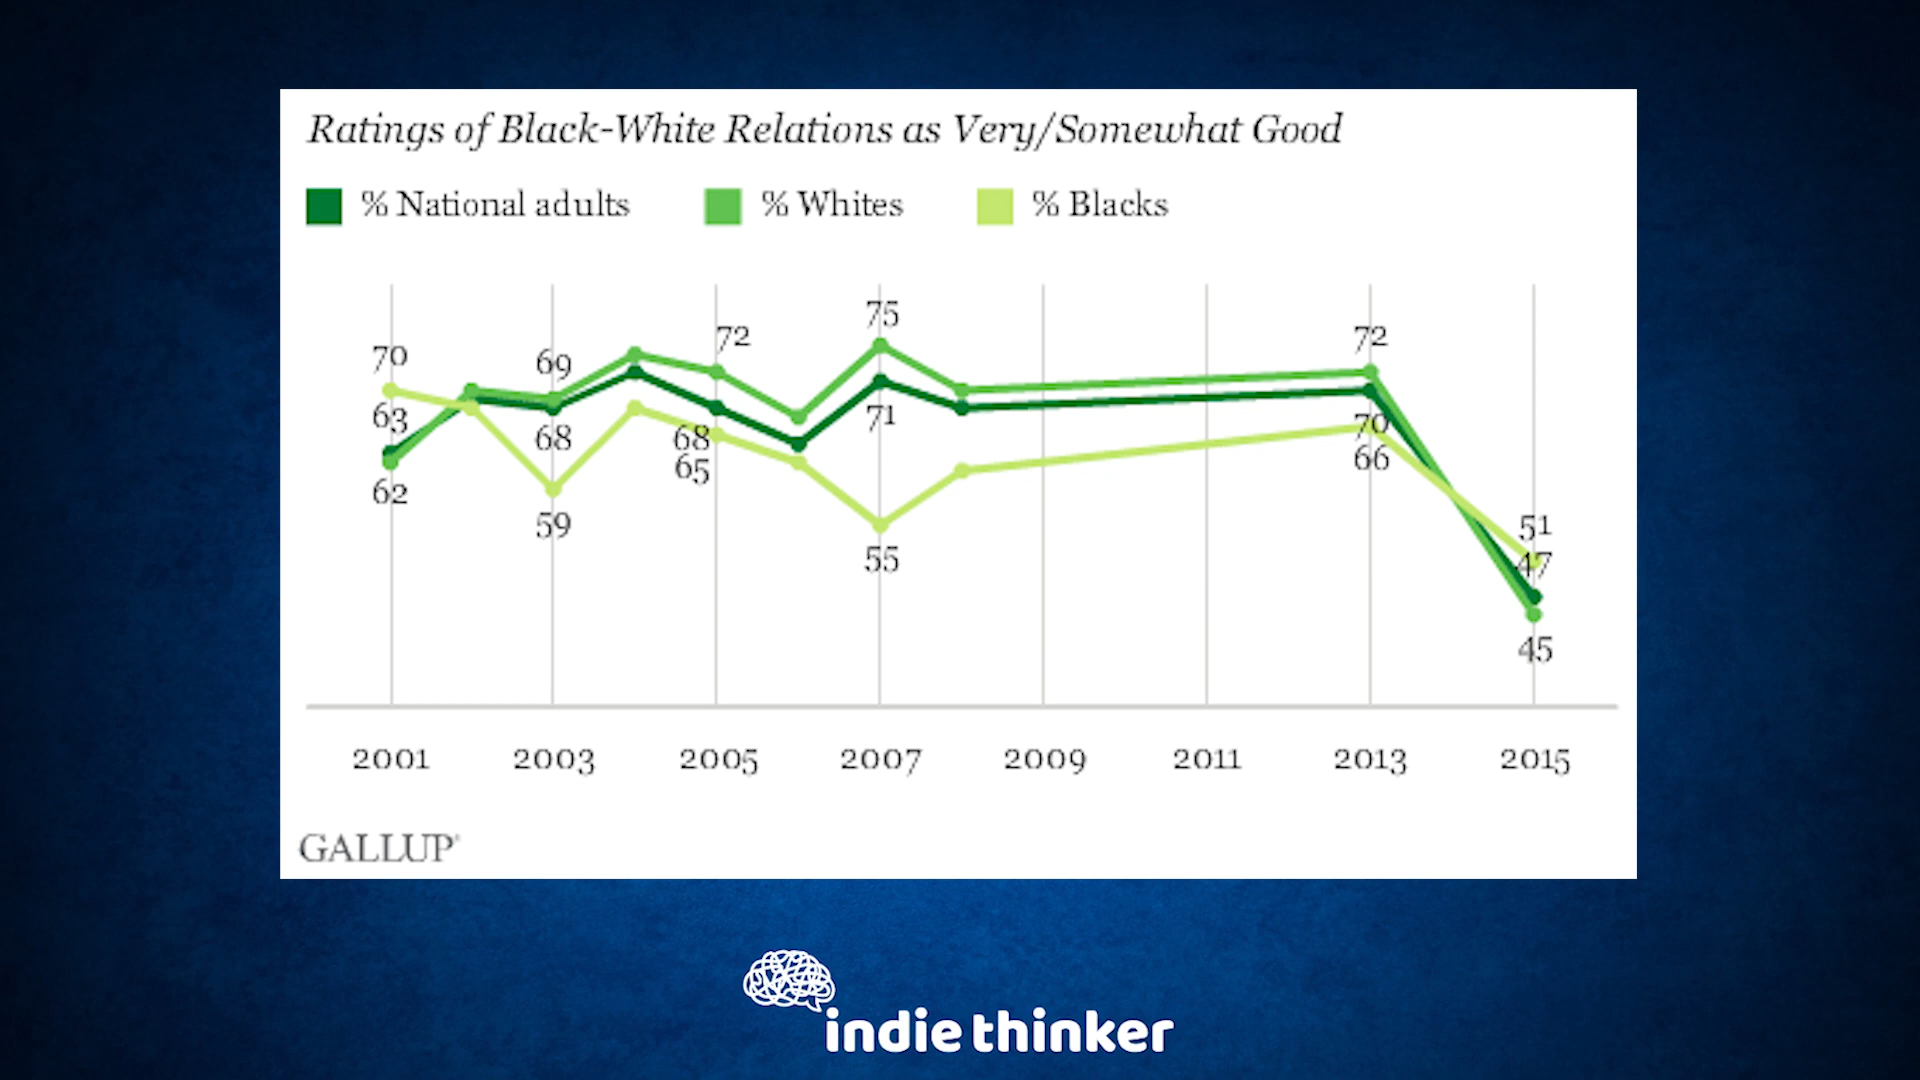 Ratings of Black-White Relations as Very/Somewhat Good
% National adults % Whites % Blacks
75
72 72
70 69
63 71
68 68 70
65 66
62
59 51
55 47
45
2001 2003 2005 2007 2009 2011 2013 2015
GALLUP®
indie thinker